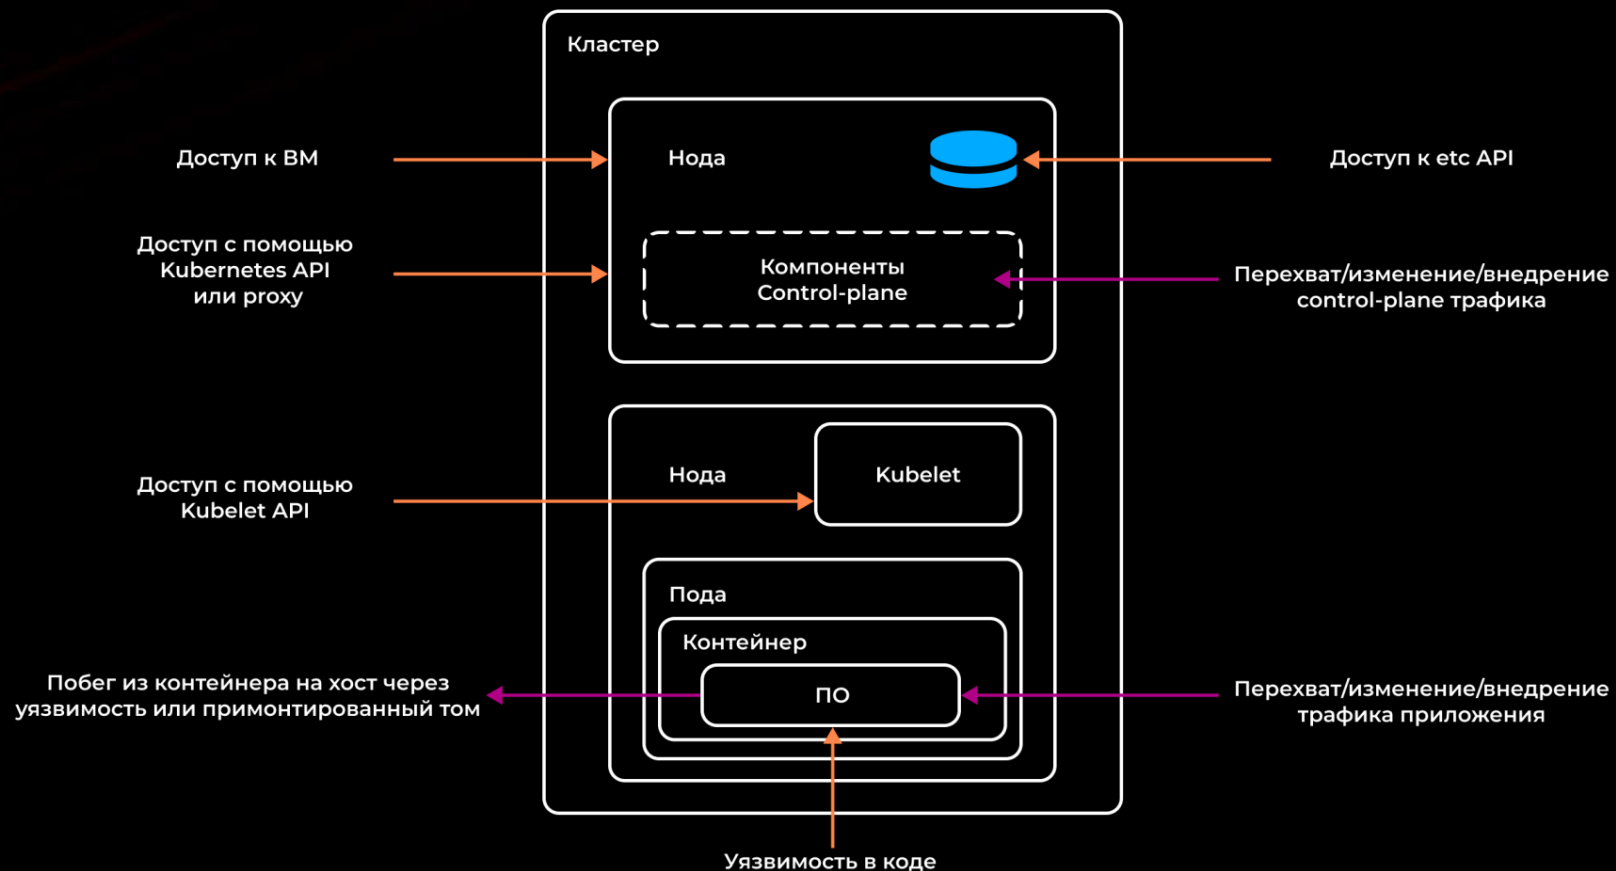 Кластер
Доступ к ВМ
Нода
Доступ к etc API
Доступ с помощью
Kubernetes API
или proxy
Компоненты
Control-plane
Перехват/изменение/внедрение
control-plane трафика
Доступ с помощью
Kubelet API
Нода
Kubelet
Пода
Контейнер
Побег из контейнера на хост через
уязвимость или примонтированный том
ПО
Перехват/изменение/внедрение
трафика приложения
Уязвимость в коде